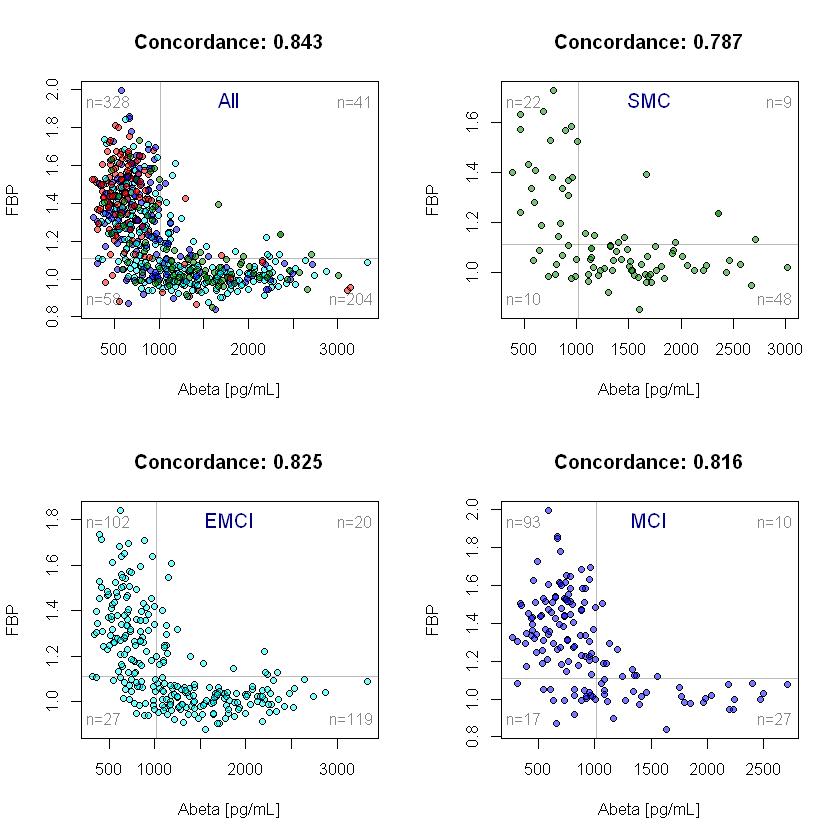 Concordance: 0.843
n=328
All
n=41
FBP
0.8 1.0 1.2 1.4 1.6 1.8 2.0
n=58
n=204
500 1000 2000 3000
Abeta [pg/mL]
Concordance: 0.787
n=22
SMC
n=9
FBP
1.0 1.2 1.4 1.6
n=10
n=48
500 1000 1500 2000 2500 3000
Abeta [pg/mL]
Concordance: 0.825
n=102
EMCI
n=20
FBP
1.0 1.2 1.4 1.6 1.8
n=27
n=119
500 1000 2000 3000
Abeta [pg/mL]
Concordance: 0.816
n=93
MCI
n=10
FBP
0.8 1.0 1.2 1.4 1.6 1.8 2.0
n=17
n=27
500 1000 1500 2000 2500
Abeta [pg/mL]